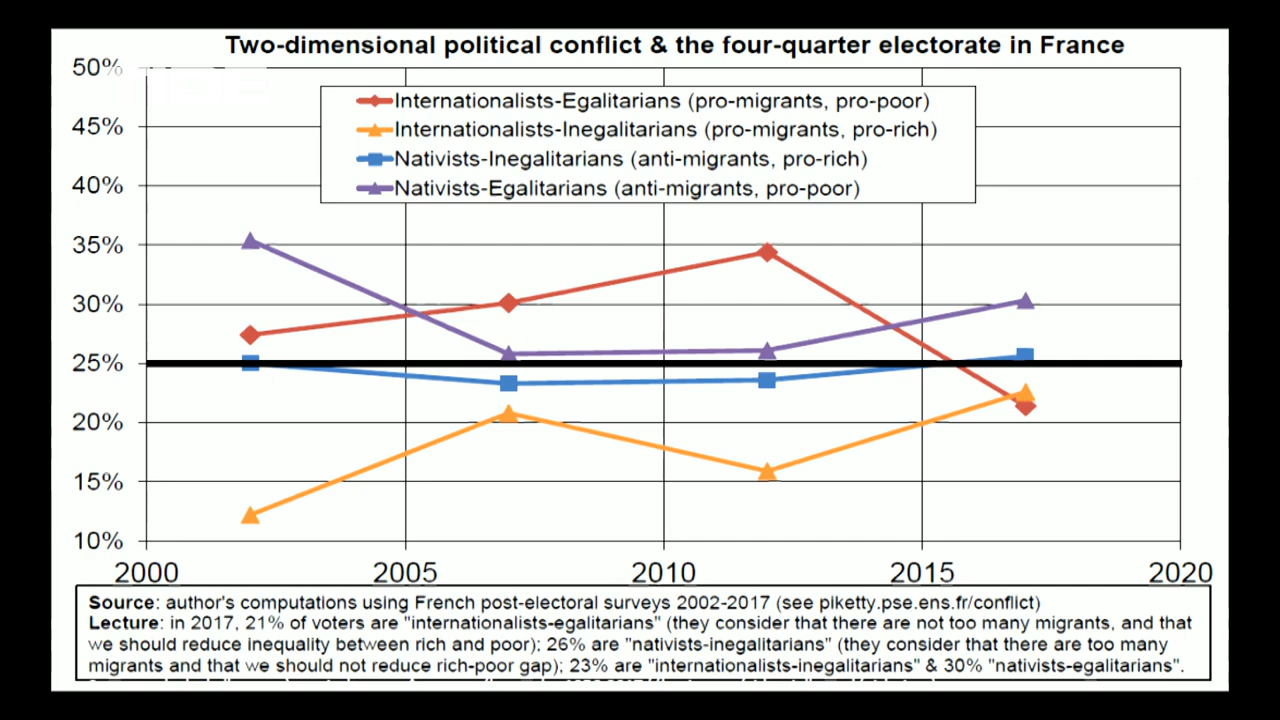 Two-dimensional political conflict & the four-quarter electorate in France
50%
Internationalists-Egalitarians (pro-migrants, pro-poor)
45%
Internationalists-Inegalitarians (pro-migrants, pro-rich)
Nativists-Inegalitarians (anti-migrants, pro-rich)
40%
Nativists-Egalitarians (anti-migrants, pro-poor)
35%
30%
25%
20%
15%
10%
2000 2005 2010 2015 2020
Source: author's computations using French post-electoral surveys 2002-2017 (see piketty.pse.ens.fr/conflict)
Lecture: in 2017, 21% of voters are "internationalists-egalitarians" (they consider that there are not too many migrants, and that
we should reduce inequality between rich and poor); 26% are "nativists-inegalitarians" (they consider that there are too many
migrants and that we should not reduce rich-poor gap); 23% are "internationalists-inegalitarians" & 30% "nativists-egalitarians".